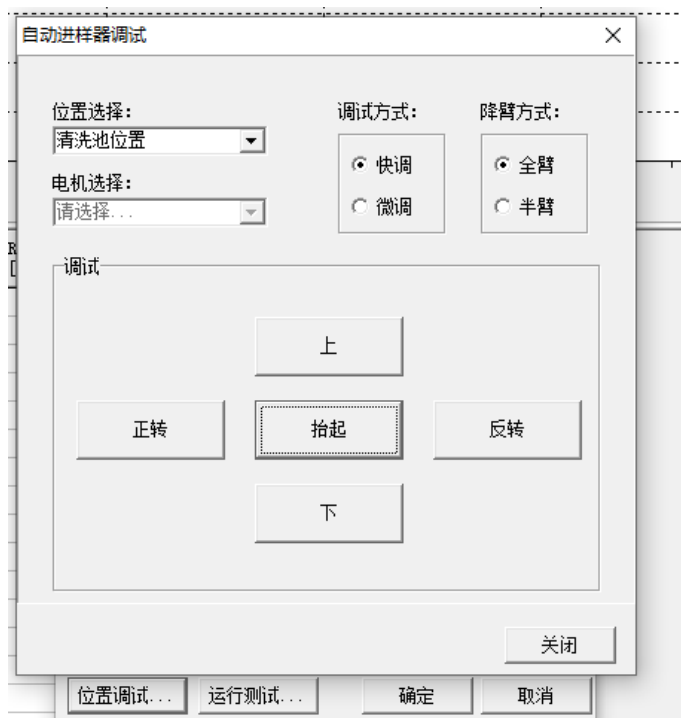 自动进样器调试
位置选择： 调试方式： 降臂方式：
清洗池位置
快调 全臂
电机选择：
请选择...
微调 半臂
R
[
调试
上
正转 抬起 反转
下
关闭
位置调试... 运行测试... 确定 取消